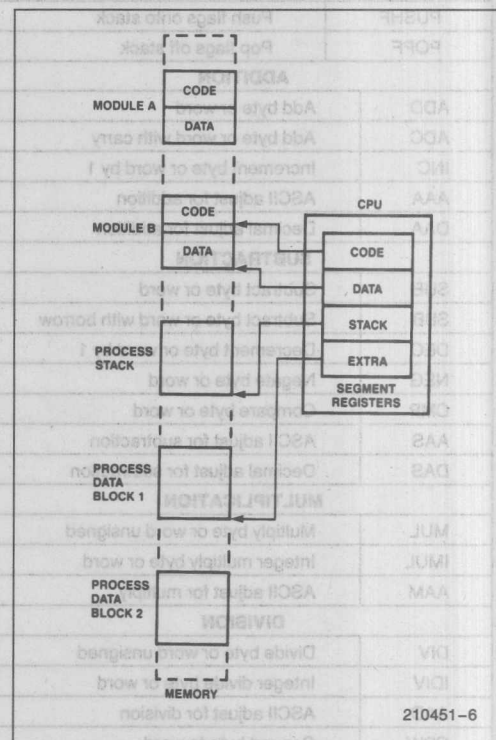 CODE
MODULE A
DATA
CODE
MODULE B
DATA
CPU
CODE
DATA
STACK
EXTRA
SEGMENT
REGISTERS
PROCESS
STACK
PROCESS
DATA
BLOCK 1
PROCESS
DATA
BLOCK 2
MEMORY
210451–6
PUSHF Push flags onto stack
POPF Pop flags off stack
ADDITION
ADD Add byte or word
ADC Add byte or word with carry
INC Increment byte or word by 1
AAA ASCII adjust for addition
DAA Decimal adjust for
SUBTRACTION
SUB Subtract byte or word
Subtract byte or word with borrow
DEC Decrement byte or word by 1
NEG Negate byte or word
CMP Compare byte or word
AAS ASCII adjust for subtraction
DAS Decimal adjust for
MULTIPLICATION
MUL Multiply byte or word unsigned
IMUL Integer multiply byte or word
AAM ASCII adjust for multiply
DIVISION
DIV Divide byte or word unsigned
IDIV Integer divide byte or word
ASCII adjust for division